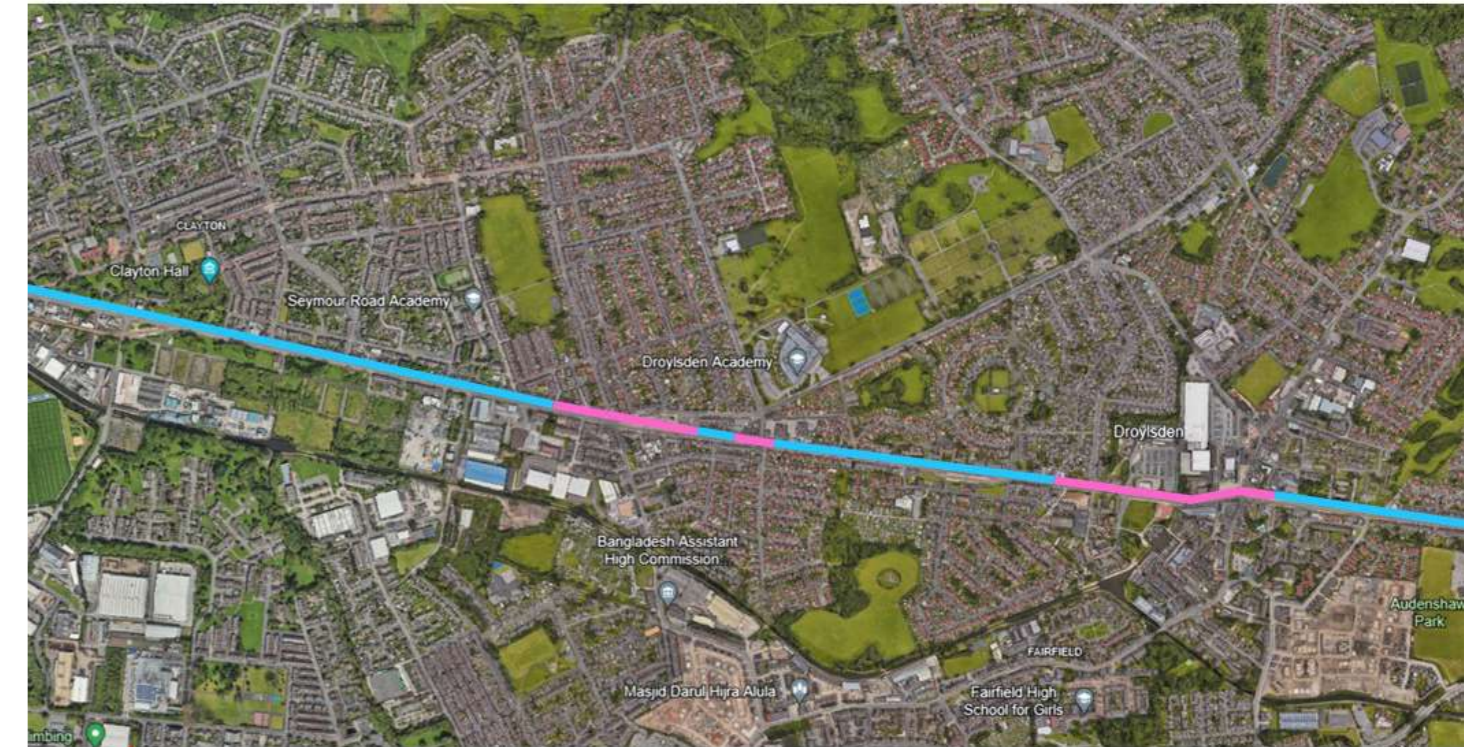 CLAYTON
Clayton Hall
Seymour Road Academy
Droylsden Academy
Droylsden
Bangladesh Assistant
High Commission
Audenshaw
Park
FAIRFIELD
Masjid Darul Hijra Alula
Fairfield High
School for Girls
imbing